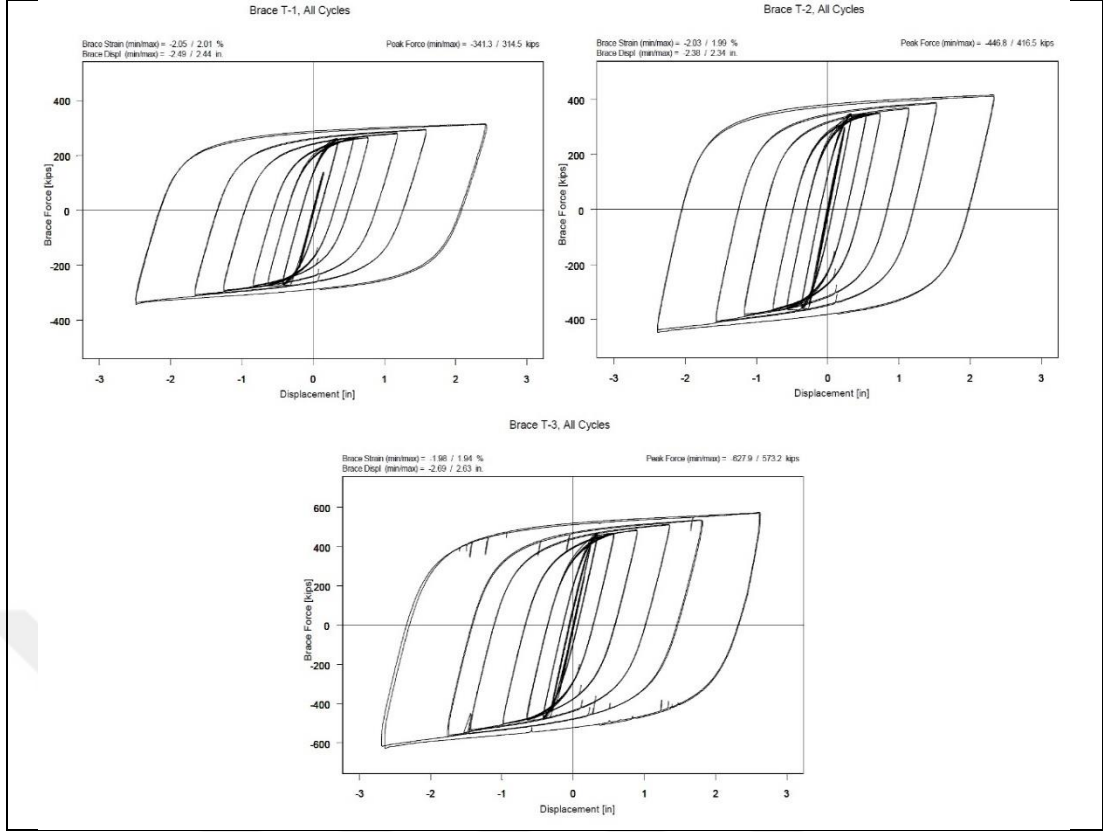 Brace T-1, All Cycles
Brace Strain (min/max) = -2.05 / 2.01 %
Brace Displ (min/max) = -2.49 / 2.44 in.
Peak Force (min/max) = -341.3 / 314.5 kips
400
200
0
-200
-400
Brace Force [kips]
-3 -2 -1 0 1 2 3
Displacement [in]
Brace T-2, All Cycles
Brace Strain (min/max) = -2.03 / 1.99 %
Brace Displ (min/max) = -2.38 / 2.34 in.
Peak Force (min/max) = -446.8 / 416.5 kips
400
200
0
-200
-400
Brace Force [kips]
-3 -2 -1 0 1 2 3
Displacement [in]
Brace T-3, All Cycles
Brace Strain (min/max) = -1.98 / 1.94 %
Brace Displ (min/max) = -2.69 / 2.63 in.
Peak Force (min/max) = -627.9 / 573.2 kips
600
400
200
0
-200
-400
-600
Brace Force [kips]
-3 -2 -1 0 1 2 3
Displacement [in]